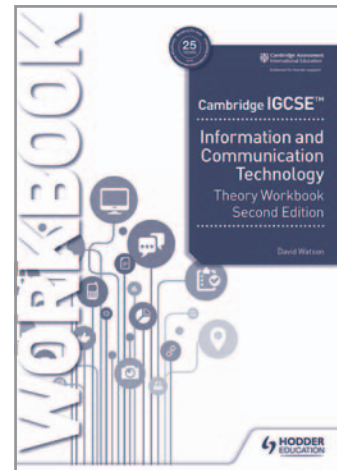 WORKBOOK
25
YEARS
Cambridge Assessment
International Education
Cambridge IGCSE™
Information and
Communication
Technology
Theory Workbook
Second Edition
David Watson
HODDER
EDUCATION